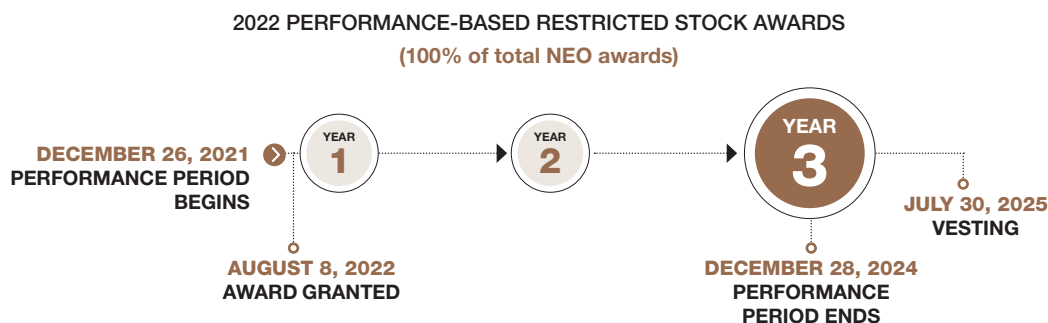 2022 PERFORMANCE-BASED RESTRICTED STOCK AWARDS
(100% of total NEO awards)
DECEMBER 26, 2021
PERFORMANCE PERIOD
BEGINS
YEAR
1
YEAR
2
YEAR
3
AUGUST 8, 2022
AWARD GRANTED
DECEMBER 28, 2024
PERFORMANCE
PERIOD ENDS
JULY 30, 2025
VESTING